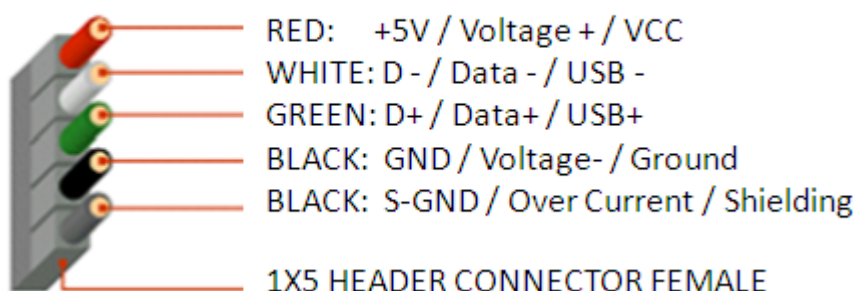 RED: +5V / Voltage + / VCC
WHITE: D - / Data - / USB -
GREEN: D+ / Data+ / USB+
BLACK: GND / Voltage- / Ground
BLACK: S-GND / Over Current / Shielding
1X5 HEADER CONNECTOR FEMALE